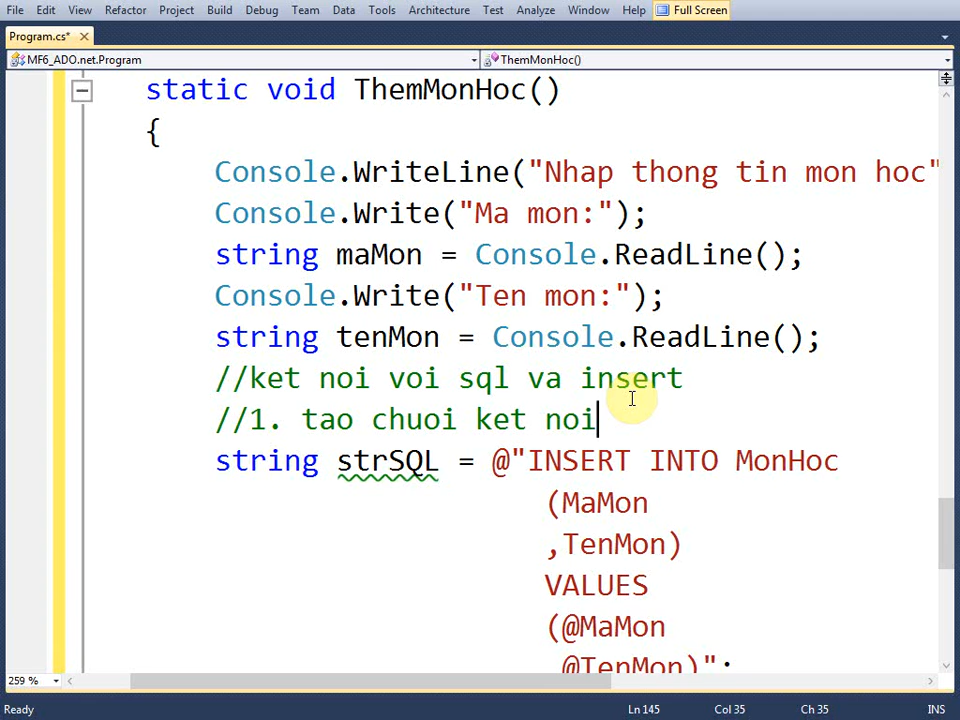 File Edit View Refactor Project Build Debug Team Data Tools Architecture Test Analyze Window Help Full Screen
Program.cs*
MF6_ADO.net.Program ThemMonHoc()
static void ThemMonHoc()
{
Console.WriteLine("Nhap thong tin mon hoc"
Console.Write("Ma mon:");
string maMon = Console.ReadLine();
Console.Write("Ten mon:");
string tenMon = Console.ReadLine();
//ket noi voi sql va insert
//1. tao chuoi ket noi
string strSQL = @"INSERT INTO MonHoc
(MaMon
,TenMon)
VALUES
(@MaMon
,@TenMon)";
259 %
Ready Ln 145 Col 35 Ch 35 INS